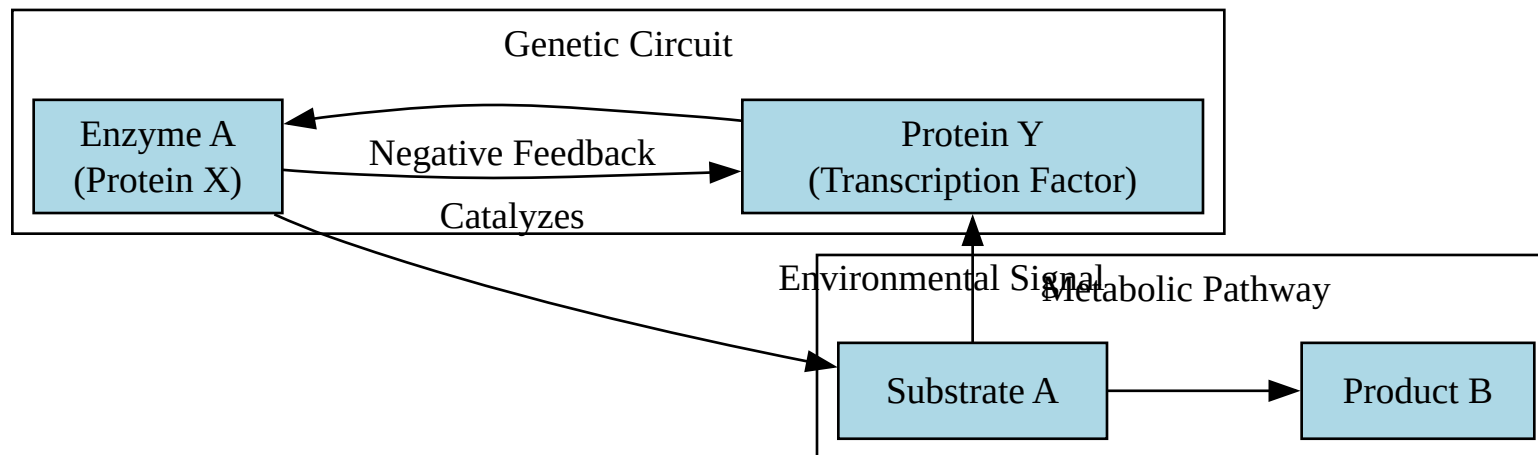 Genetic Circuit
Enzyme A
(Protein X)
Negative Feedback
Protein Y
(Transcription Factor)
Catalyzes
Environmental Signal
Metabolic Pathway
Substrate A
Product B